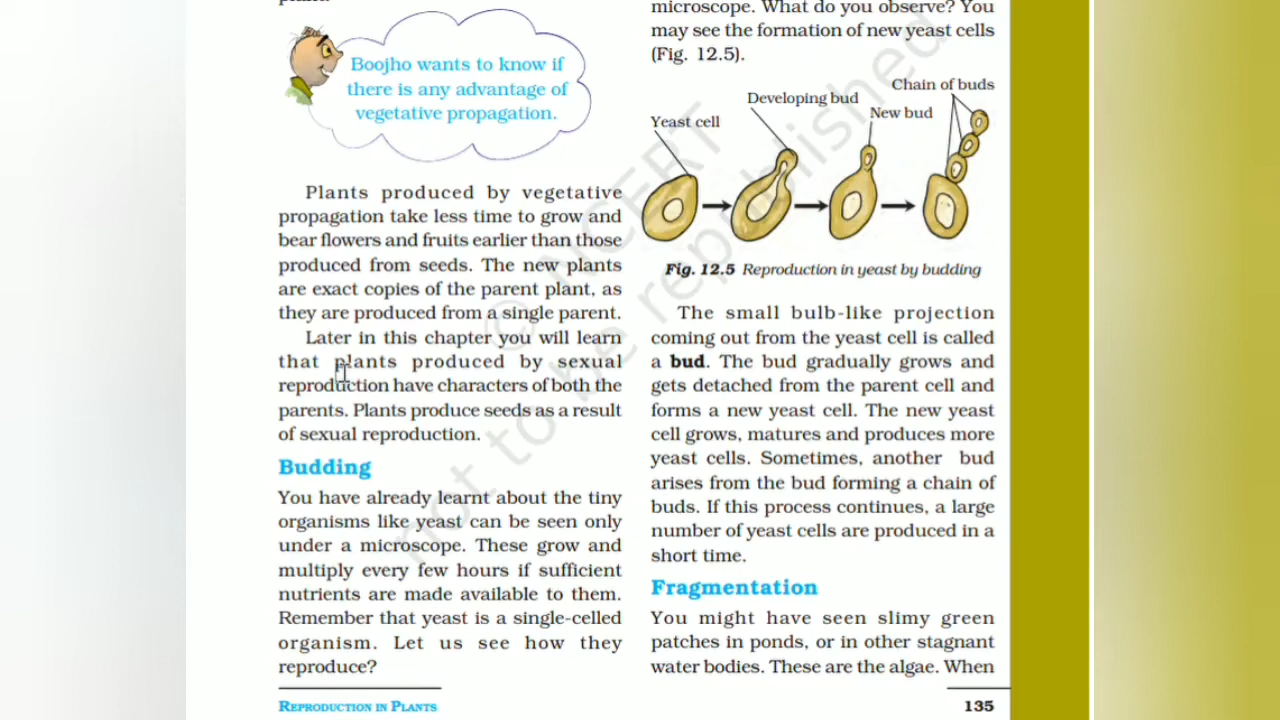 Boojho wants to know if
there is any advantage of
vegetative propagation.
Plants produced by vegetative
propagation take less time to grow and
bear flowers and fruits earlier than those
produced from seeds. The new plants
are exact copies of the parent plant, as
they are produced from a single parent.
Later in this chapter you will learn
that plants produced by sexual
reproduction have characters of both the
parents. Plants produce seeds as a result
of sexual reproduction.
Budding
You have already learnt about the tiny
organisms like yeast can be seen only
under a microscope. These grow and
multiply every few hours if sufficient
nutrients are made available to them.
Remember that yeast is a single-celled
organism. Let us see how they
reproduce?
microscope. What do you observe? You
may see the formation of new yeast cells
(Fig. 12.5).
Chain of buds
Developing bud
New bud
Yeast cell
Fig. 12.5 Reproduction in yeast by budding
The small bulb-like projection
coming out from the yeast cell is called
a bud. The bud gradually grows and
gets detached from the parent cell and
forms a new yeast cell. The new yeast
cell grows, matures and produces more
yeast cells. Sometimes, another bud
arises from the bud forming a chain of
buds. If this process continues, a large
number of yeast cells are produced in a
short time.
Fragmentation
You might have seen slimy green
patches in ponds, or in other stagnant
water bodies. These are the algae. When
Reproduction in Plants
135
© NCERT
not to be republished